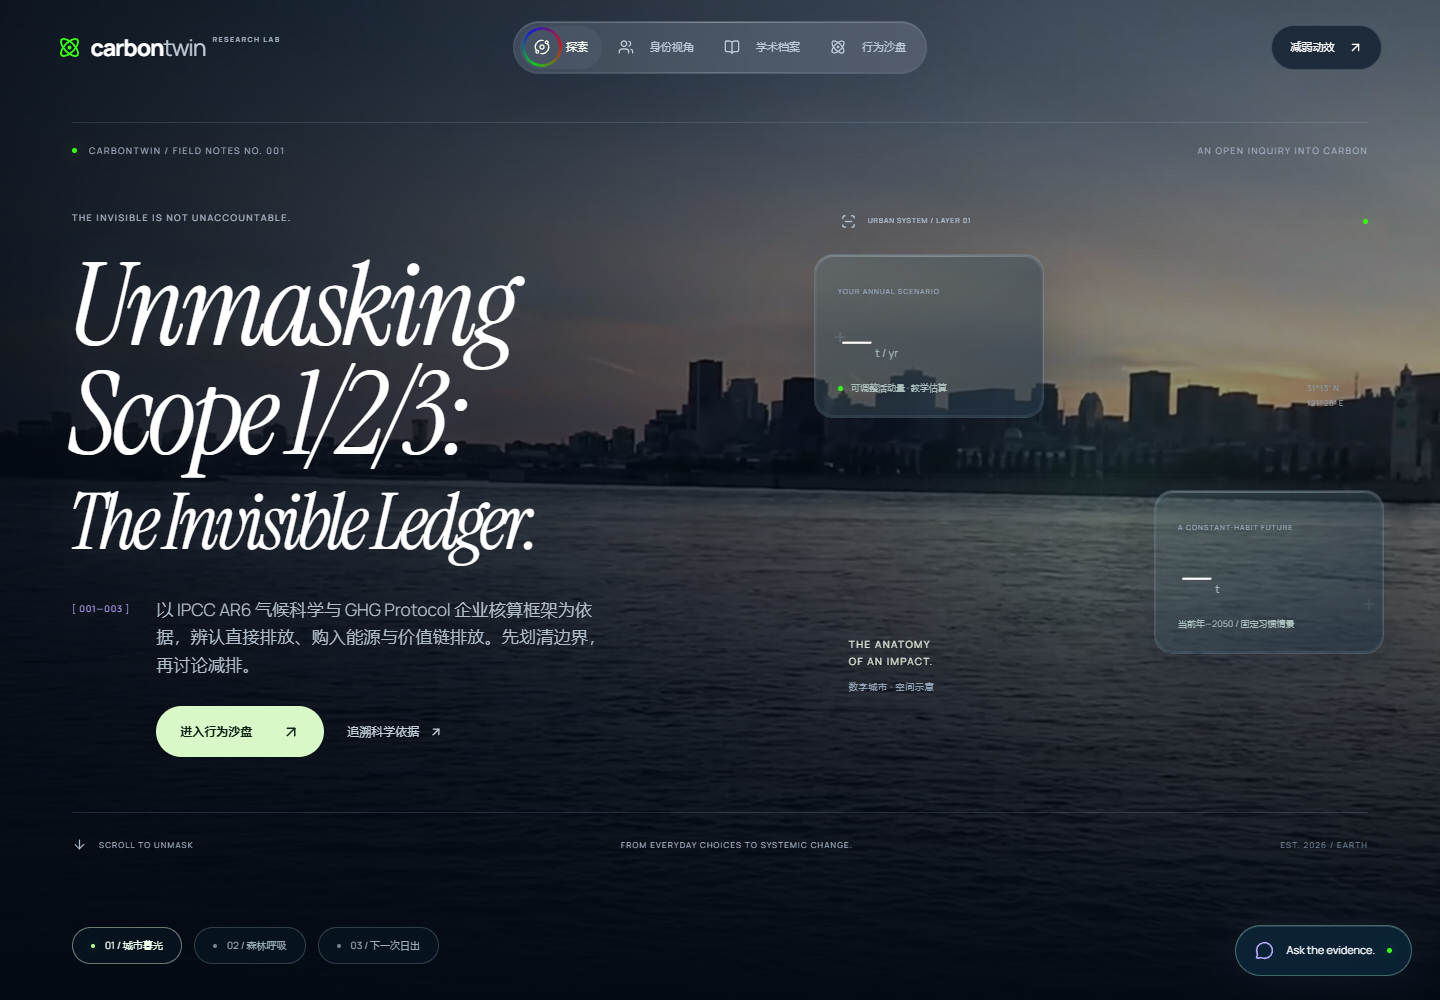 carbontwin RESEARCH LAB
探索
身份视角
学术档案
行为沙盘
减弱动效
CARBONTWIN / FIELD NOTES NO. 001
AN OPEN INQUIRY INTO CARBON
THE INVISIBLE IS NOT UNACCOUNTABLE.
URBAN SYSTEM / LAYER 01
Unmasking
Scope 1/2/3:
The Invisible Ledger.
YOUR ANNUAL SCENARIO
— t / yr
可调整活动量 · 教学估算
31°13' N
121°28' E
A CONSTANT-HABIT FUTURE
— t
当前年—2050 / 固定习惯情景
[ 001—003 ]
以 IPCC AR6 气候科学与 GHG Protocol 企业核算框架为依
据，辨认直接排放、购入能源与价值链排放。先划清边界，
再讨论减排。
THE ANATOMY
OF AN IMPACT.
数字城市 · 空间示意
进入行为沙盘
追溯科学依据
SCROLL TO UNMASK
FROM EVERYDAY CHOICES TO SYSTEMIC CHANGE.
EST. 2026 / EARTH
01 / 城市暮光
02 / 森林呼吸
03 / 下一次日出
Ask the evidence.